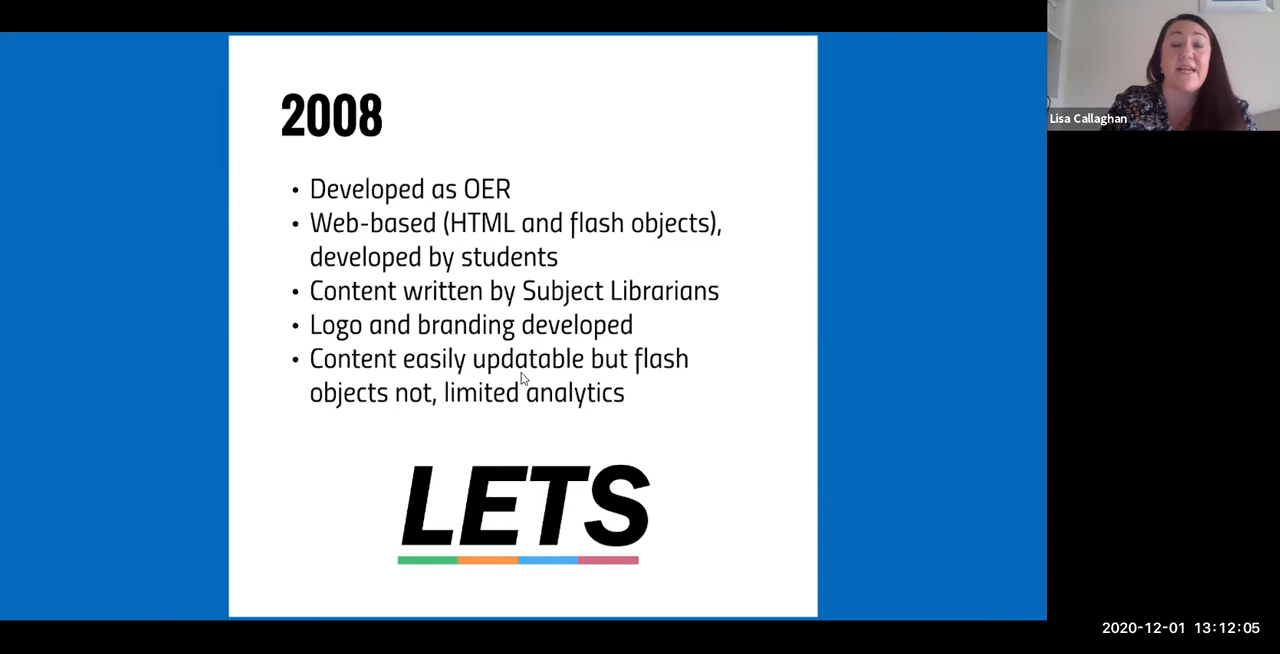 2008
• Developed as OER
• Web-based (HTML and flash objects),
developed by students
• Content written by Subject Librarians
• Logo and branding developed
• Content easily updatable but flash
objects not, limited analytics
LETS
Lisa Callaghan
2020-12-01 13:12:05